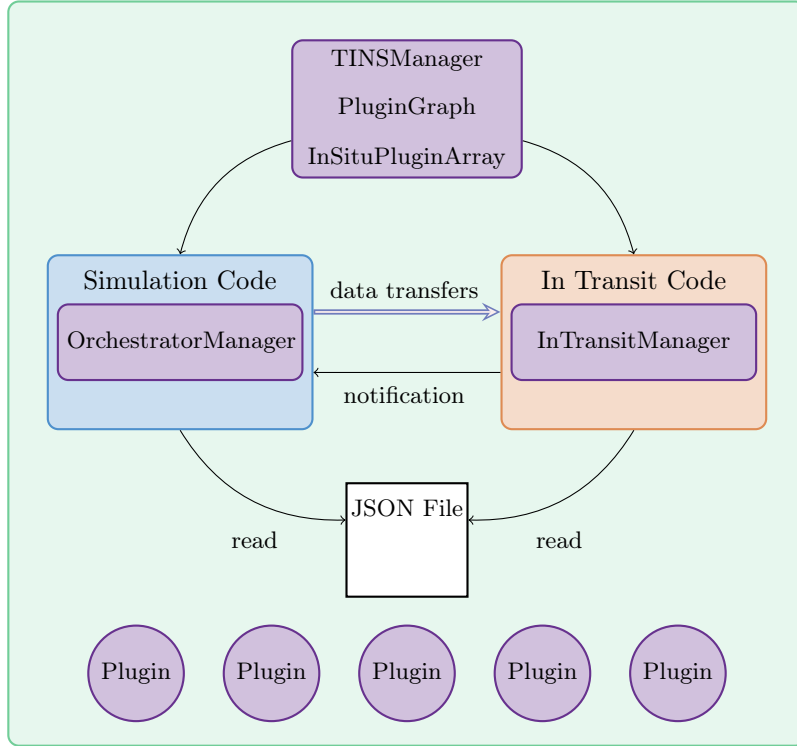 TINSManager
PluginGraph
InSituPluginArray
Simulation Code
OrchestratorManager
data transfers
notification
In Transit Code
InTransitManager
JSON File
read
read
Plugin
Plugin
Plugin
Plugin
Plugin